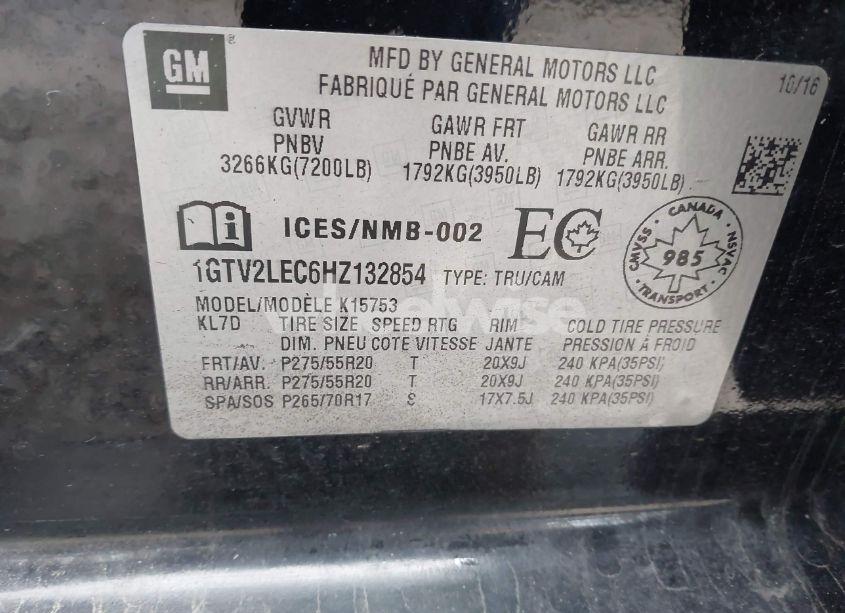 GM
MFD BY GENERAL MOTORS LLC
FABRIQUÉ PAR GENERAL MOTORS LLC
10/16
GVWR GAWR FRT GAWR RR
PNBV PNBE AV. PNBE ARR.
3266KG(7200LB) 1792KG(3950LB) 1792KG(3950LB)
i ICES/NMB-002 EC
CANADA
CMVSS 985 NSVAC
TRANSPORT
1GTV2LEC6HZ132854 TYPE: TRU/CAM
MODEL/MODÈLE K15753
KL7D TIRE SIZE SPEED RTG RIM COLD TIRE PRESSURE
DIM. PNEU COTE VITESSE JANTE PRESSION À FROID
FRT/AV. P275/55R20 T 20X9J 240 KPA(35PSI)
RR/ARR. P275/55R20 T 20X9J 240 KPA(35PSI)
SPA/SOS P265/70R17 S 17X7.5J 240 KPA(35PSI)